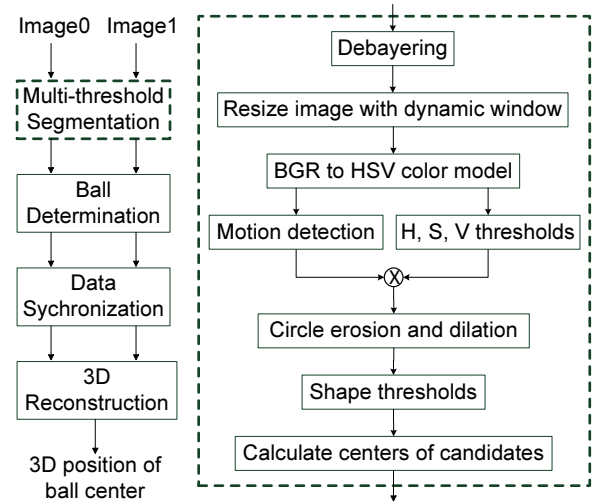 Image0 Image1
Multi-threshold
Segmentation
Ball
Determination
Data
Sychronization
3D
Reconstruction
3D position of
ball center
Debayering
Resize image with dynamic window
BGR to HSV color model
Motion detection
H, S, V thresholds
X
Circle erosion and dilation
Shape thresholds
Calculate centers of candidates